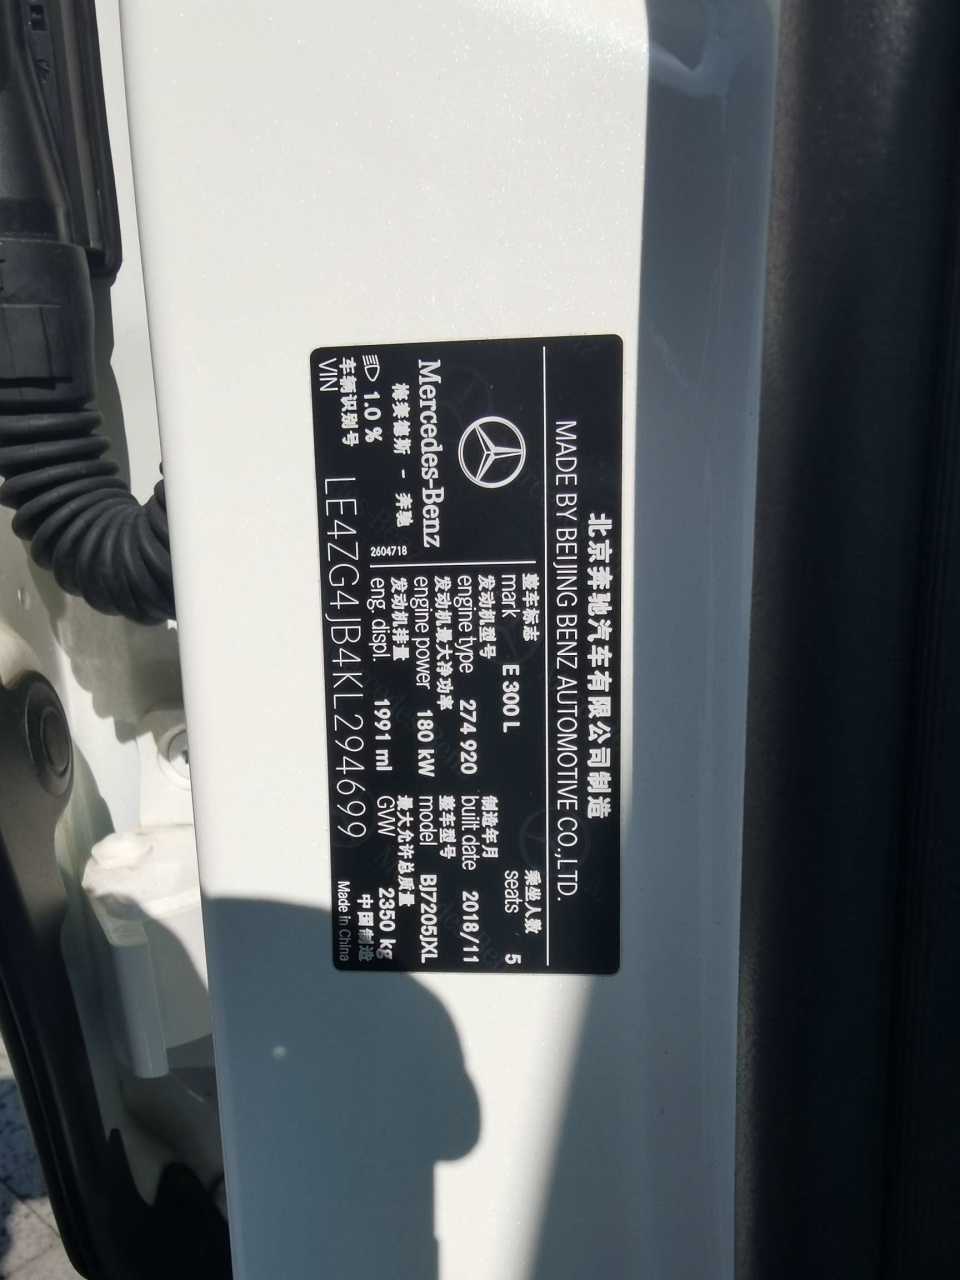 北京奔驰汽车有限公司制造
MADE BY BEIJING BENZ AUTOMOTIVE CO.,LTD.
Mercedes-Benz
梅赛德斯 - 奔驰
1.0 %
2604718
整车标志
mark E 300 L
乘坐人数
seats 5
发动机型号
engine type 274 920
制造年月
built date 2018/11
发动机最大净功率
engine power 180 kW
整车型号
model BJ7205JXL
发动机排量
eng. displ. 1991 ml
最大允许总质量
GVW 2350 kg
车辆识别号
VIN LE4ZG4JB4KL294699
中国制造
Made in China